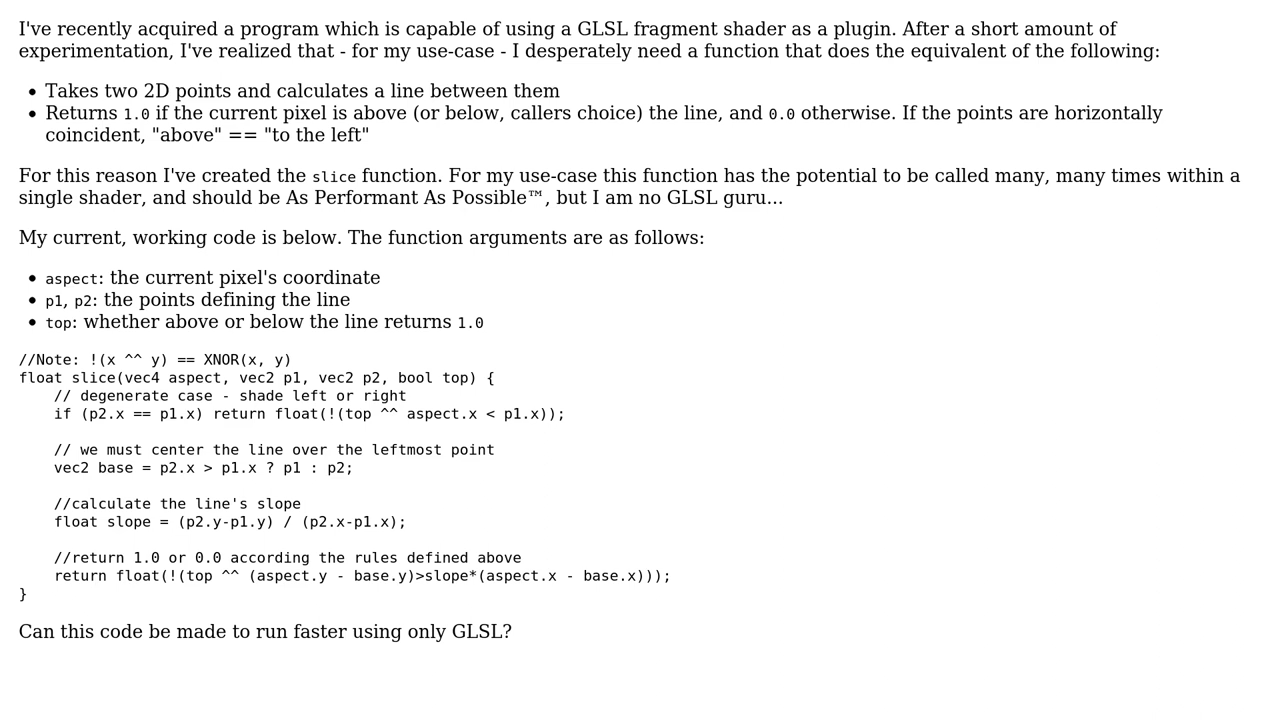 I've recently acquired a program which is capable of using a GLSL fragment shader as a plugin. After a short amount of
experimentation, I've realized that - for my use-case - I desperately need a function that does the equivalent of the following:
• Takes two 2D points and calculates a line between them
• Returns 1.0 if the current pixel is above (or below, callers choice) the line, and 0.0 otherwise. If the points are horizontally
coincident, "above" == "to the left"
For this reason I've created the slice function. For my use-case this function has the potential to be called many, many times within a
single shader, and should be As Performant As Possible™, but I am no GLSL guru...
My current, working code is below. The function arguments are as follows:
• aspect: the current pixel's coordinate
• p1, p2: the points defining the line
• top: whether above or below the line returns 1.0
//Note: !(x ^^ y) == XNOR(x, y)
float slice(vec4 aspect, vec2 p1, vec2 p2, bool top) {
    // degenerate case - shade left or right
    if (p2.x == p1.x) return float(!(top ^^ aspect.x < p1.x));
    // we must center the line over the leftmost point
    vec2 base = p2.x > p1.x ? p1 : p2;
    //calculate the line's slope
    float slope = (p2.y-p1.y) / (p2.x-p1.x);
    //return 1.0 or 0.0 according the rules defined above
    return float(!(top ^^ (aspect.y - base.y)>slope*(aspect.x - base.x)));
}
Can this code be made to run faster using only GLSL?